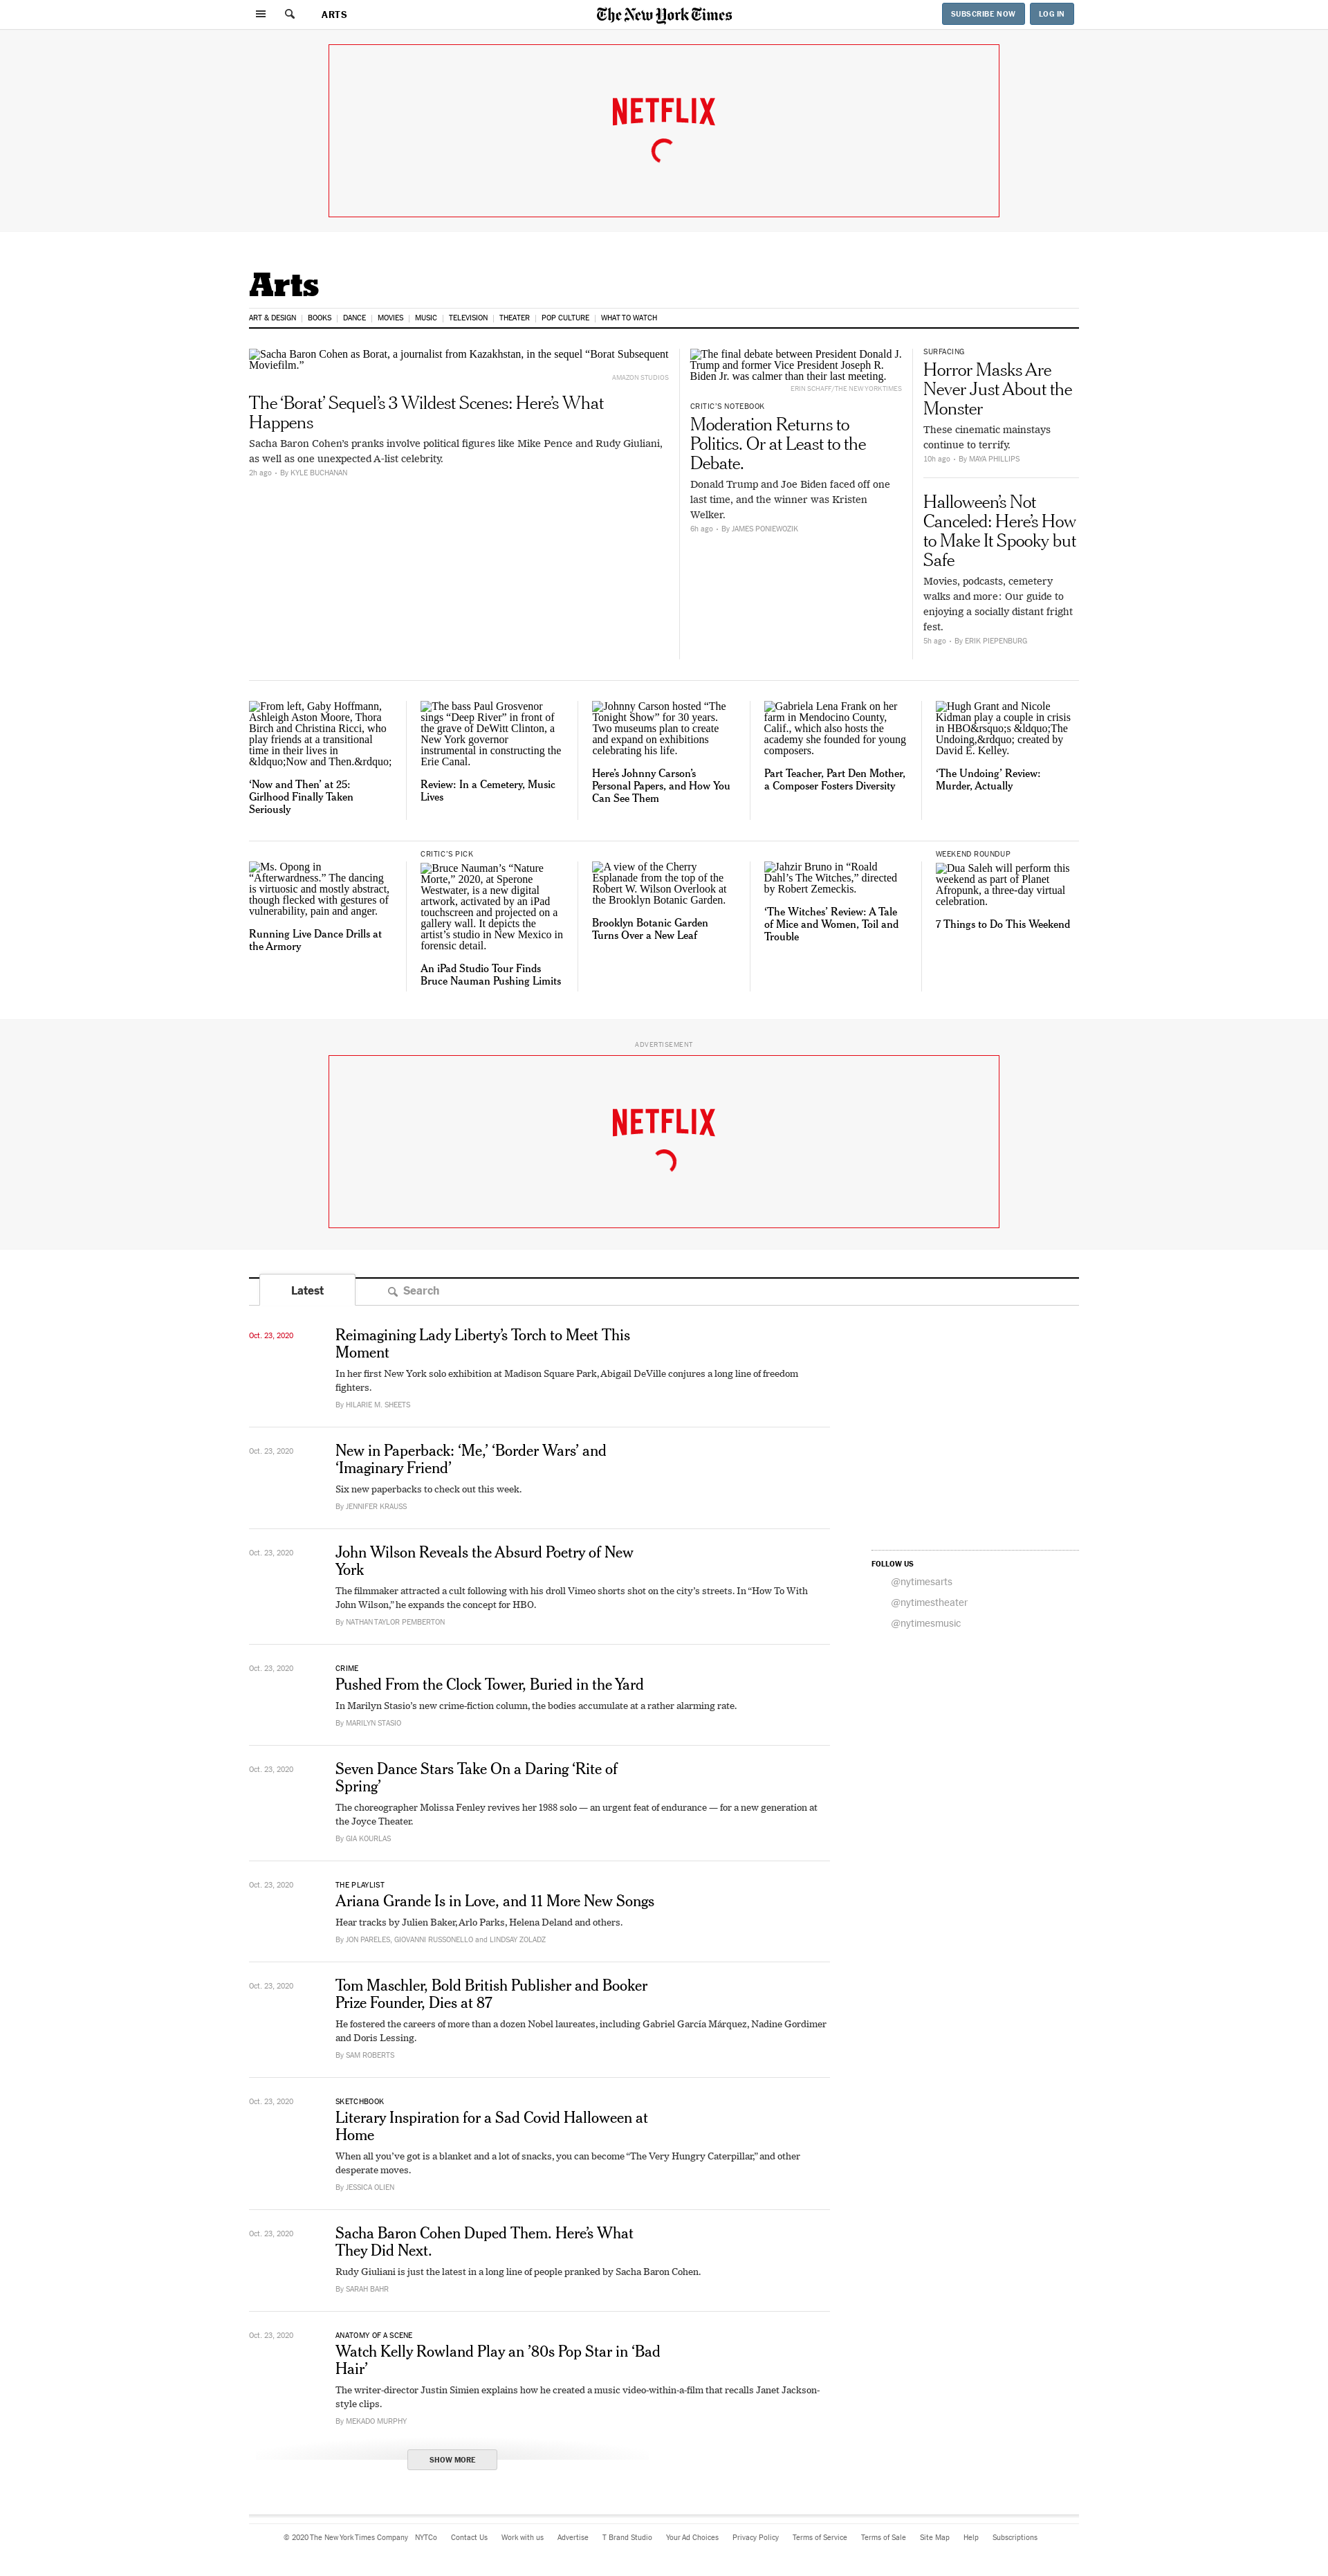 ARTS
The New York Times
SUBSCRIBE NOW
LOG IN
NETFLIX
Arts
ART & DESIGN
BOOKS
DANCE
MOVIES
MUSIC
TELEVISION
THEATER
POP CULTURE
WHAT TO WATCH
Sacha Baron Cohen as Borat, a journalist from Kazakhstan, in the sequel “Borat Subsequent
Moviefilm.”
AMAZON STUDIOS
The ‘Borat’ Sequel’s 3 Wildest Scenes: Here’s What
Happens
Sacha Baron Cohen’s pranks involve political figures like Mike Pence and Rudy Giuliani,
as well as one unexpected A-list celebrity.
2h ago • By KYLE BUCHANAN
The final debate between President Donald J.
Trump and former Vice President Joseph R.
Biden Jr. was calmer than their last meeting.
ERIN SCHAFF/THE NEW YORK TIMES
CRITIC’S NOTEBOOK
Moderation Returns to
Politics. Or at Least to the
Debate.
Donald Trump and Joe Biden faced off one
last time, and the winner was Kristen
Welker.
6h ago • By JAMES PONIEWOZIK
SURFACING
Horror Masks Are
Never Just About the
Monster
These cinematic mainstays
continue to terrify.
10h ago • By MAYA PHILLIPS
Halloween’s Not
Canceled: Here’s How
to Make It Spooky but
Safe
Movies, podcasts, cemetery
walks and more: Our guide to
enjoying a socially distant fright
fest.
5h ago • By ERIK PIEPENBURG
From left, Gaby Hoffmann,
Ashleigh Aston Moore, Thora
Birch and Christina Ricci, who
play friends at a transitional
time in their lives in
&ldquo;Now and Then.&rdquo;
‘Now and Then’ at 25:
Girlhood Finally Taken
Seriously
The bass Paul Grosvenor
sings “Deep River” in front of
the grave of DeWitt Clinton, a
New York governor
instrumental in constructing the
Erie Canal.
Review: In a Cemetery, Music
Lives
Johnny Carson hosted “The
Tonight Show” for 30 years.
Two museums plan to create
and expand on exhibitions
celebrating his life.
Here’s Johnny Carson’s
Personal Papers, and How You
Can See Them
Gabriela Lena Frank on her
farm in Mendocino County,
Calif., which also hosts the
academy she founded for young
composers.
Part Teacher, Part Den Mother,
a Composer Fosters Diversity
Hugh Grant and Nicole
Kidman play a couple in crisis
in HBO&rsquo;s &ldquo;The
Undoing,&rdquo; created by
David E. Kelley.
‘The Undoing’ Review:
Murder, Actually
Ms. Opong in
“Afterwardness.” The dancing
is virtuosic and mostly abstract,
though flecked with gestures of
vulnerability, pain and anger.
Running Live Dance Drills at
the Armory
CRITIC’S PICK
Bruce Nauman’s “Nature
Morte,” 2020, at Sperone
Westwater, is a new digital
artwork, activated by an iPad
touchscreen and projected on a
gallery wall. It depicts the
artist’s studio in New Mexico in
forensic detail.
An iPad Studio Tour Finds
Bruce Nauman Pushing Limits
A view of the Cherry
Esplanade from the top of the
Robert W. Wilson Overlook at
the Brooklyn Botanic Garden.
Brooklyn Botanic Garden
Turns Over a New Leaf
Jahzir Bruno in “Roald
Dahl’s The Witches,” directed
by Robert Zemeckis.
‘The Witches’ Review: A Tale
of Mice and Women, Toil and
Trouble
WEEKEND ROUNDUP
Dua Saleh will perform this
weekend as part of Planet
Afropunk, a three-day virtual
celebration.
7 Things to Do This Weekend
ADVERTISEMENT
NETFLIX
Latest
Search
Oct. 23, 2020
Reimagining Lady Liberty’s Torch to Meet This
Moment
In her first New York solo exhibition at Madison Square Park, Abigail DeVille conjures a long line of freedom
fighters.
By HILARIE M. SHEETS
Oct. 23, 2020
New in Paperback: ‘Me,’ ‘Border Wars’ and
‘Imaginary Friend’
Six new paperbacks to check out this week.
By JENNIFER KRAUSS
Oct. 23, 2020
John Wilson Reveals the Absurd Poetry of New
York
The filmmaker attracted a cult following with his droll Vimeo shorts shot on the city’s streets. In “How To With
John Wilson,” he expands the concept for HBO.
By NATHAN TAYLOR PEMBERTON
FOLLOW US
@nytimesarts
@nytimestheater
@nytimesmusic
Oct. 23, 2020
CRIME
Pushed From the Clock Tower, Buried in the Yard
In Marilyn Stasio’s new crime-fiction column, the bodies accumulate at a rather alarming rate.
By MARILYN STASIO
Oct. 23, 2020
Seven Dance Stars Take On a Daring ‘Rite of
Spring’
The choreographer Molissa Fenley revives her 1988 solo — an urgent feat of endurance — for a new generation at
the Joyce Theater.
By GIA KOURLAS
Oct. 23, 2020
THE PLAYLIST
Ariana Grande Is in Love, and 11 More New Songs
Hear tracks by Julien Baker, Arlo Parks, Helena Deland and others.
By JON PARELES, GIOVANNI RUSSONELLO and LINDSAY ZOLADZ
Oct. 23, 2020
Tom Maschler, Bold British Publisher and Booker
Prize Founder, Dies at 87
He fostered the careers of more than a dozen Nobel laureates, including Gabriel García Márquez, Nadine Gordimer
and Doris Lessing.
By SAM ROBERTS
Oct. 23, 2020
SKETCHBOOK
Literary Inspiration for a Sad Covid Halloween at
Home
When all you’ve got is a blanket and a lot of snacks, you can become “The Very Hungry Caterpillar,” and other
desperate moves.
By JESSICA OLIEN
Oct. 23, 2020
Sacha Baron Cohen Duped Them. Here’s What
They Did Next.
Rudy Giuliani is just the latest in a long line of people pranked by Sacha Baron Cohen.
By SARAH BAHR
Oct. 23, 2020
ANATOMY OF A SCENE
Watch Kelly Rowland Play an ’80s Pop Star in ‘Bad
Hair’
The writer-director Justin Simien explains how he created a music video-within-a-film that recalls Janet Jackson-
style clips.
By MEKADO MURPHY
SHOW MORE
© 2020 The New York Times Company
NYTCo
Contact Us
Work with us
Advertise
T Brand Studio
Your Ad Choices
Privacy Policy
Terms of Service
Terms of Sale
Site Map
Help
Subscriptions